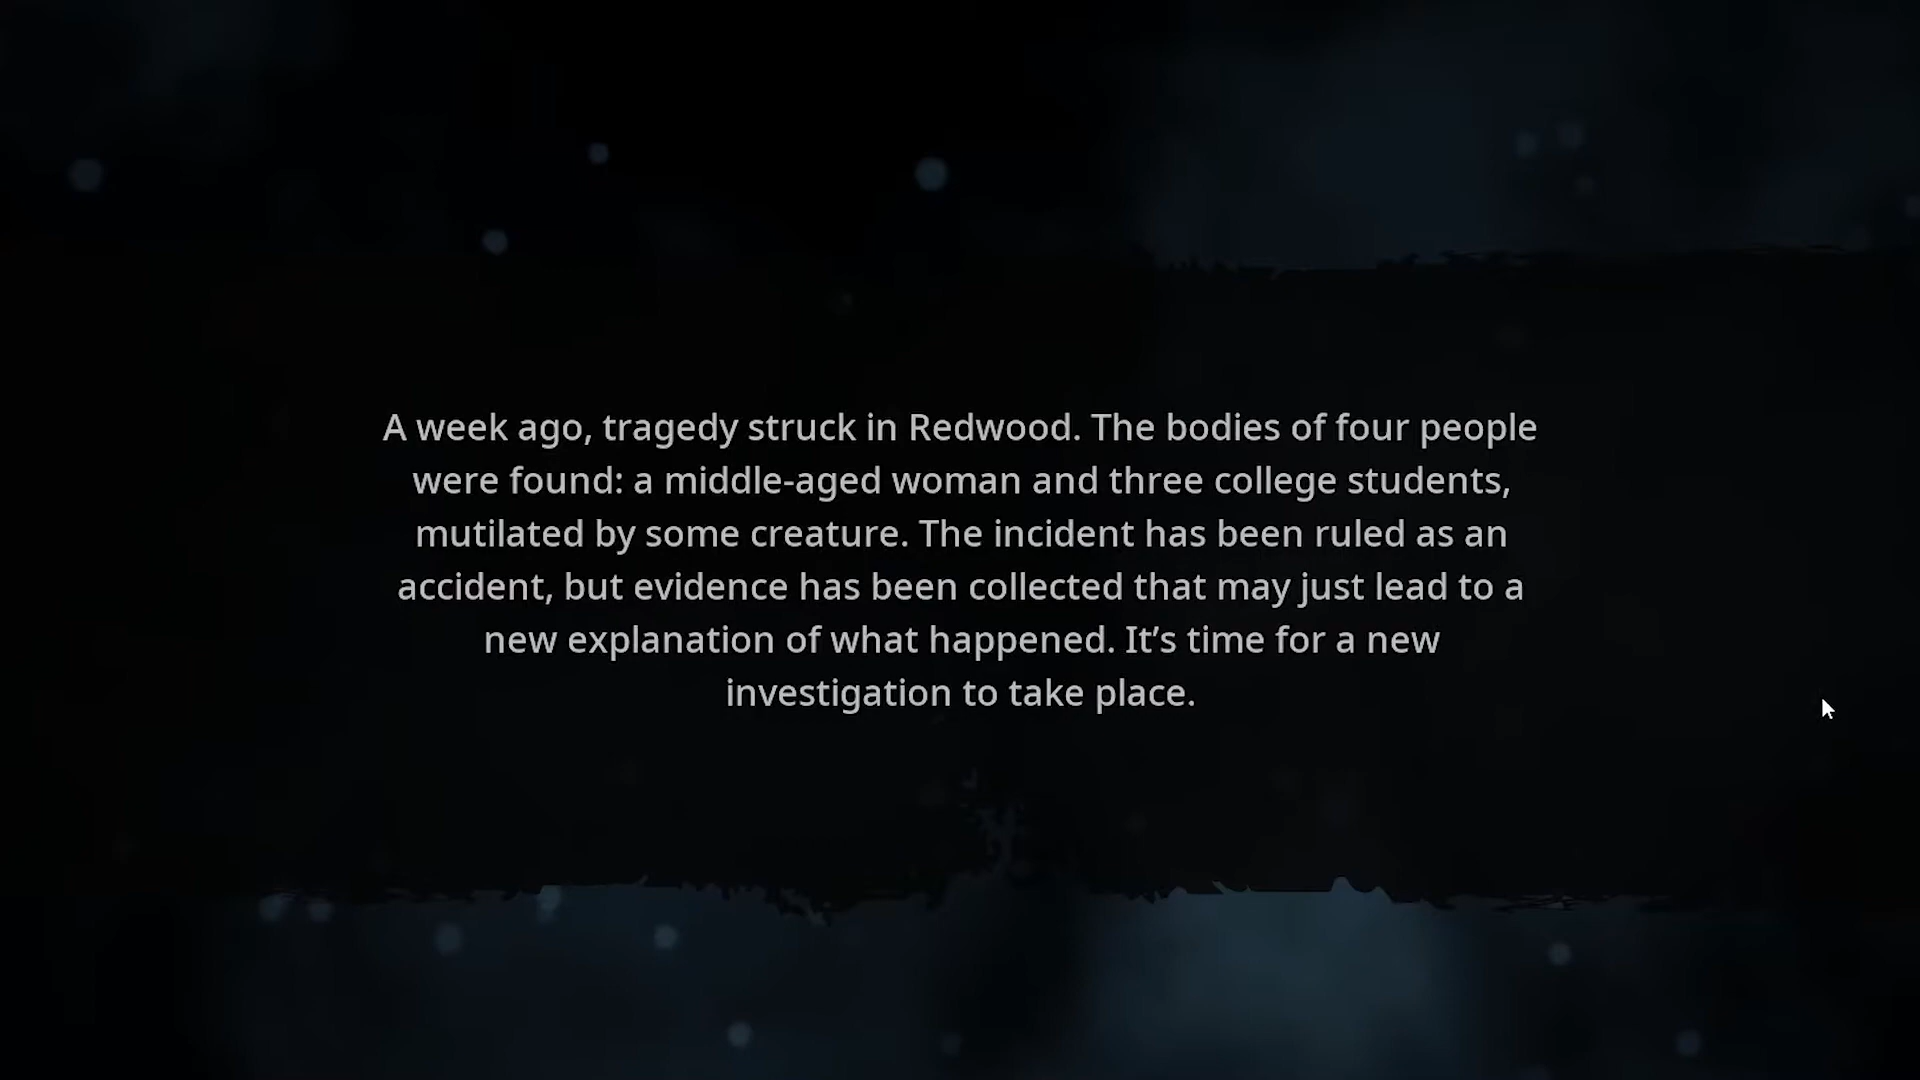 A week ago, tragedy struck in Redwood. The bodies of four people
were found: a middle-aged woman and three college students,
mutilated by some creature. The incident has been ruled as an
accident, but evidence has been collected that may just lead to a
new explanation of what happened. It’s time for a new
investigation to take place.